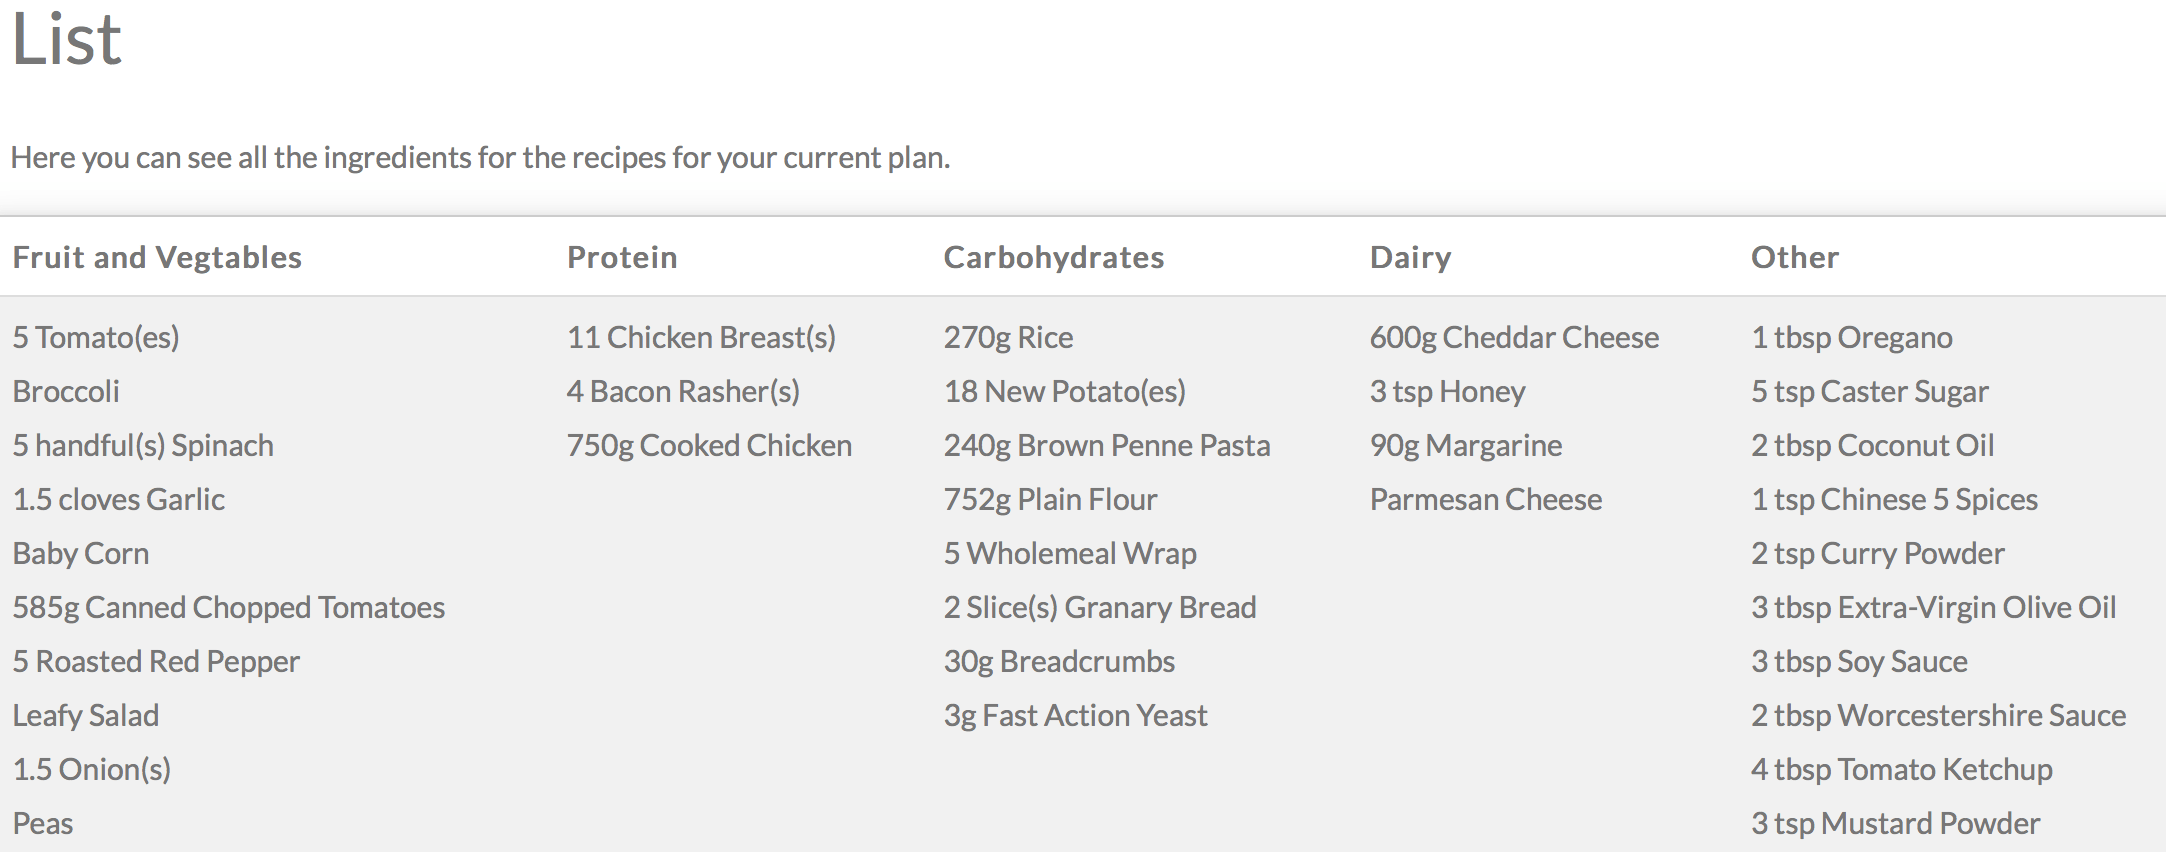 List
Here you can see all the ingredients for the recipes for your current plan.
Fruit and Vegtables Protein Carbohydrates Dairy Other
5 Tomato(es) 11 Chicken Breast(s) 270g Rice 600g Cheddar Cheese 1 tbsp Oregano
Broccoli 4 Bacon Rasher(s) 18 New Potato(es) 3 tsp Honey 5 tsp Caster Sugar
5 handful(s) Spinach 750g Cooked Chicken 240g Brown Penne Pasta 90g Margarine 2 tbsp Coconut Oil
1.5 cloves Garlic 752g Plain Flour Parmesan Cheese 1 tsp Chinese 5 Spices
Baby Corn 5 Wholemeal Wrap 2 tsp Curry Powder
585g Canned Chopped Tomatoes 2 Slice(s) Granary Bread 3 tbsp Extra-Virgin Olive Oil
5 Roasted Red Pepper 30g Breadcrumbs 3 tbsp Soy Sauce
Leafy Salad 3g Fast Action Yeast 2 tbsp Worcestershire Sauce
1.5 Onion(s) 4 tbsp Tomato Ketchup
Peas 3 tsp Mustard Powder